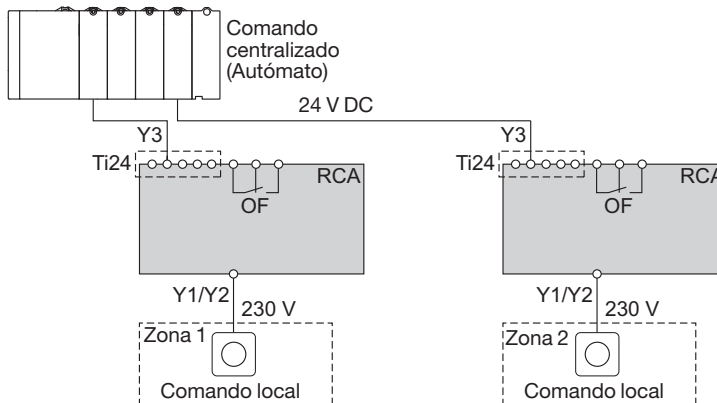 Comando
centralizado
(Autómato)
24 V DC
Y3
Y3
Ti24
RCA
Ti24
RCA
OF
OF
Y1/Y2
230 V
Y1/Y2
230 V
Zona 1
Zona 2
Comando local
Comando local